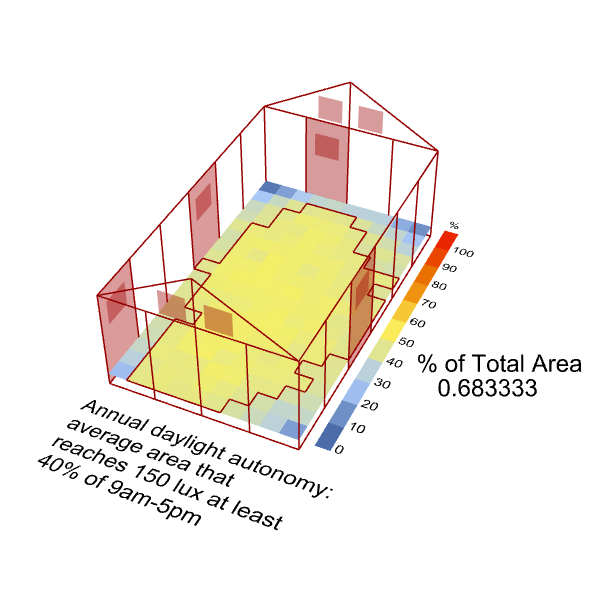 %
100
90
80
70
60
50
40
30
20
10
0
% of Total Area
0.683333
Annual daylight autonomy:
average area that
reaches 150 lux at least
40% of 9am-5pm